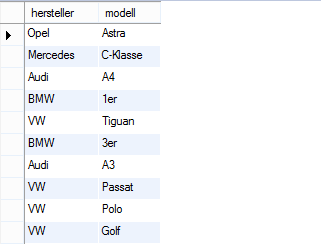 hersteller modell
Opel Astra
Mercedes C-Klasse
Audi A4
BMW 1er
VW Tiguan
BMW 3er
Audi A3
VW Passat
VW Polo
VW Golf